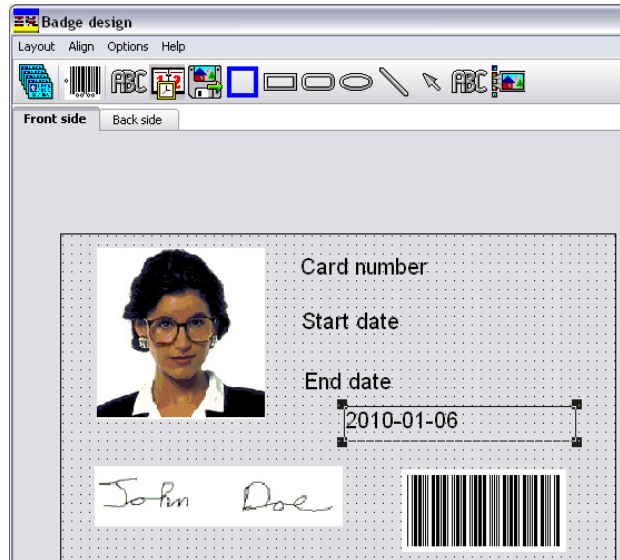 Badge design
Layout Align Options Help
ABC 12 ABC
Front side Back side
Card number
Start date
End date
2010-01-06
John Doe